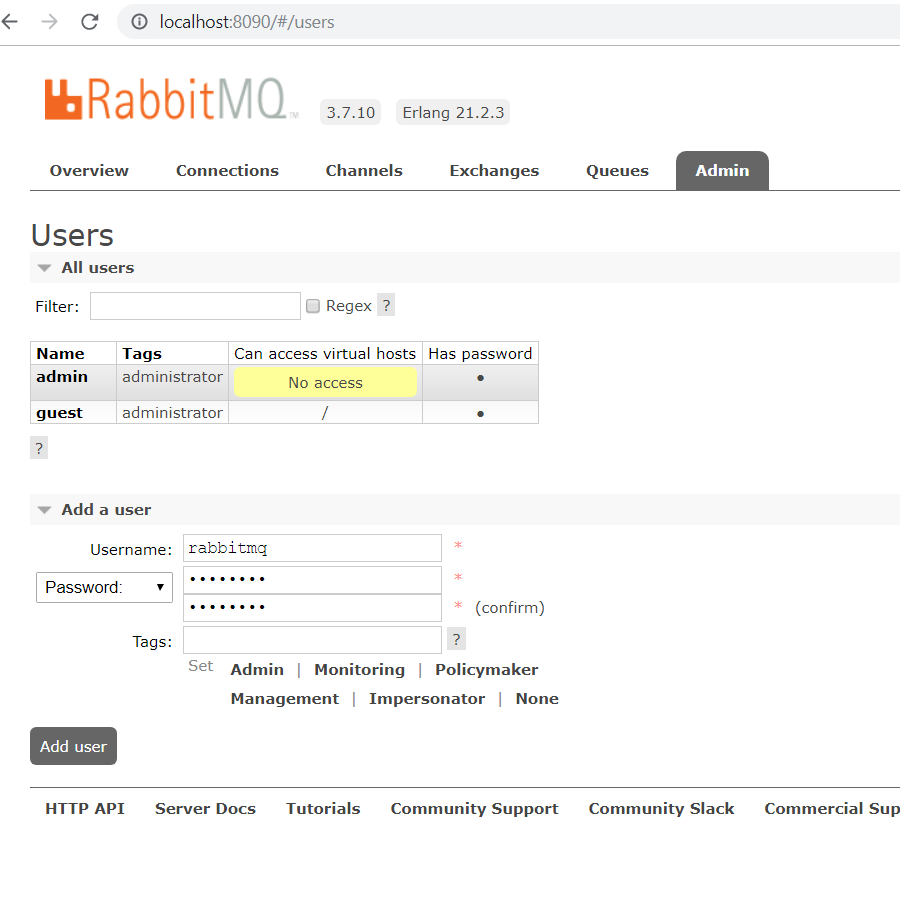 localhost:8090/#/users
RabbitMQ TM 3.7.10 Erlang 21.2.3
Overview Connections Channels Exchanges Queues Admin
Users
All users
Filter: Regex ?
Name Tags Can access virtual hosts Has password
admin administrator No access •
guest administrator / •
?
Add a user
Username: rabbitmq *
Password: •••••••• *
•••••••• * (confirm)
Tags: ?
Set Admin | Monitoring | Policymaker
Management | Impersonator | None
Add user
HTTP API Server Docs Tutorials Community Support Community Slack Commercial Sup